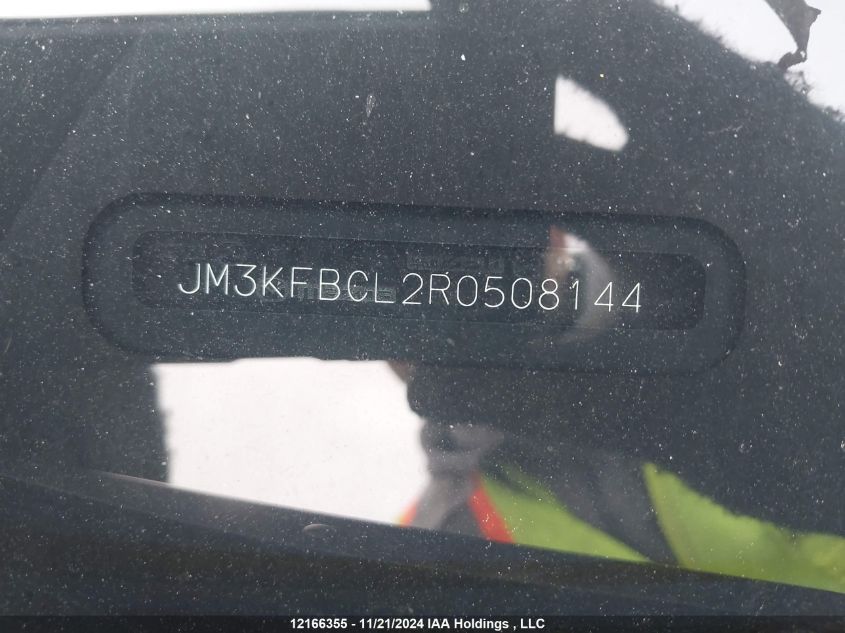 JM3KFBCL2R0508144
12166355 - 11/21/2024 IAA Holdings , LLC